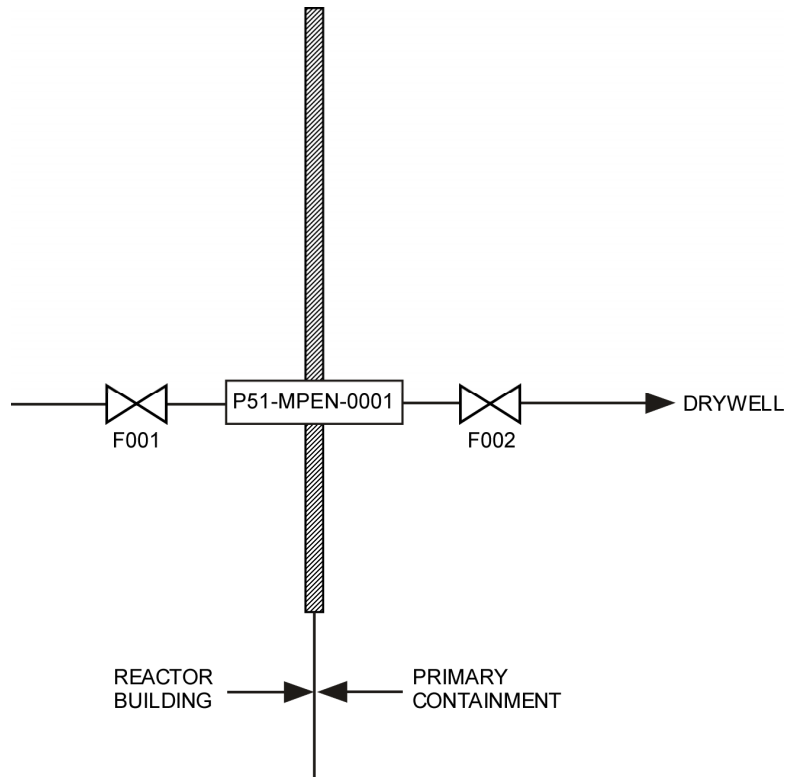 P51-MPEN-0001
DRYWELL
F001
F002
REACTOR
BUILDING
PRIMARY
CONTAINMENT